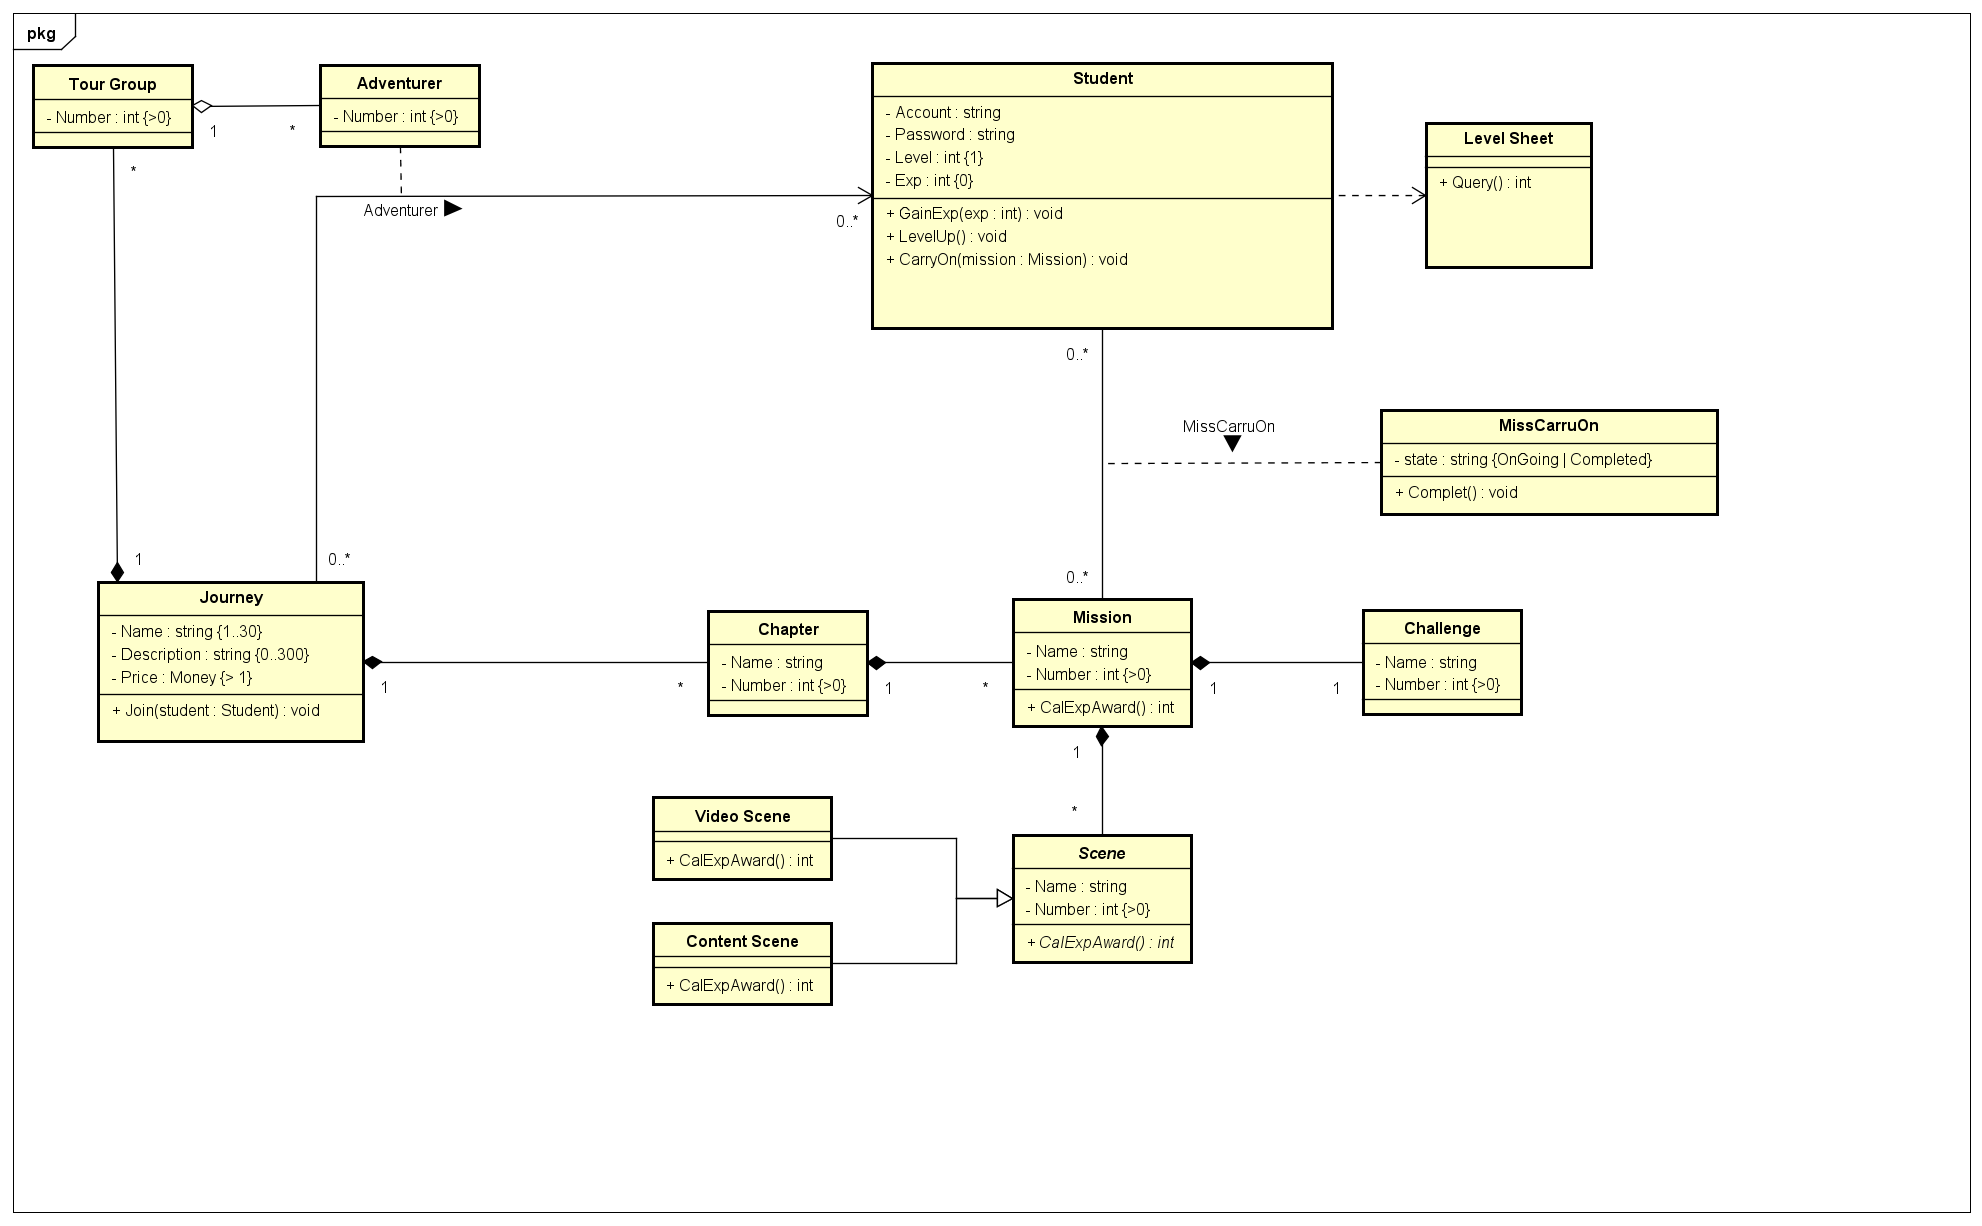 pkg
Tour Group
- Number : int {>0}
1
*
*
Adventurer
- Number : int {>0}
Adventurer
0..*
Student
- Account : string
- Password : string
- Level : int {1}
- Exp : int {0}
+ GainExp(exp : int) : void
+ LevelUp() : void
+ CarryOn(mission : Mission) : void
Level Sheet
+ Query() : int
0..*
MissCarruOn
MissCarruOn
- state : string {OnGoing | Completed}
+ Complet() : void
1
0..*
0..*
Journey
- Name : string {1..30}
- Description : string {0..300}
- Price : Money {> 1}
+ Join(student : Student) : void
1
*
Chapter
- Name : string
- Number : int {>0}
1
*
Mission
- Name : string
- Number : int {>0}
+ CalExpAward() : int
1
1
Challenge
- Name : string
- Number : int {>0}
1
*
Video Scene
+ CalExpAward() : int
Scene
- Name : string
- Number : int {>0}
+ CalExpAward() : int
Content Scene
+ CalExpAward() : int